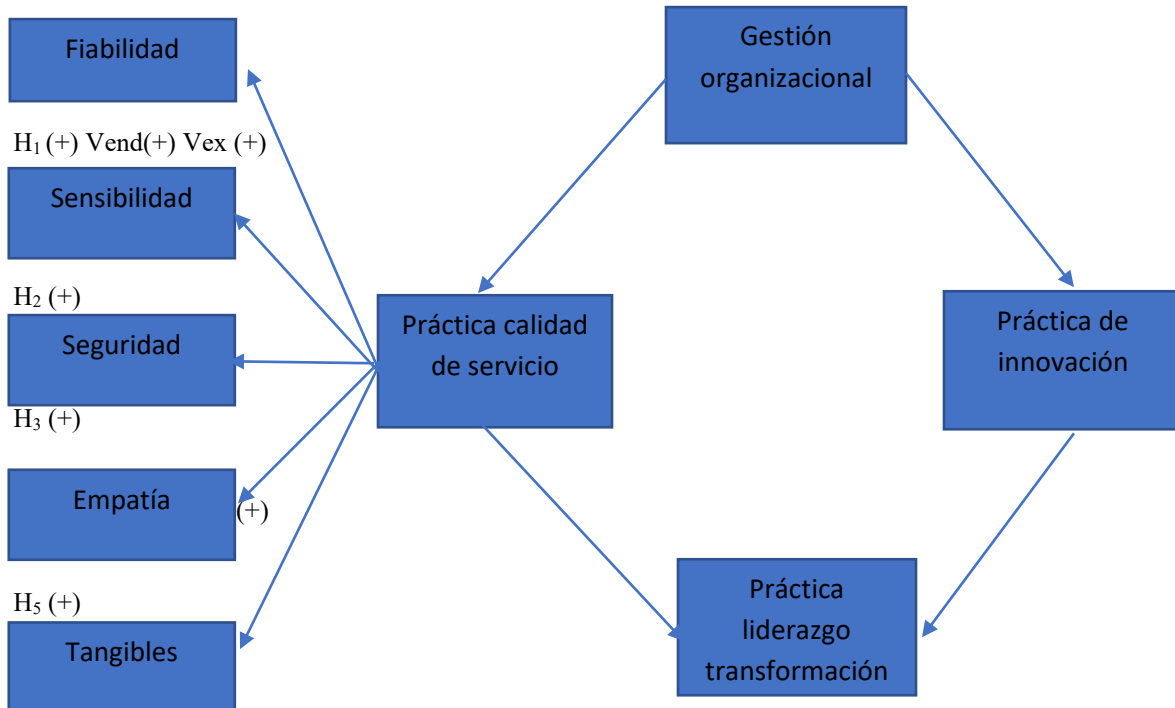 Fiabilidad
H₁ (+) Vend(+) Vex (+)
Sensibilidad
H₂ (+)
Seguridad
H₃ (+)
Empatía
(+)
H₅ (+)
Tangibles
Práctica calidad
de servicio
Gestión
organizacional
Práctica de
innovación
Práctica
liderazgo
transformación